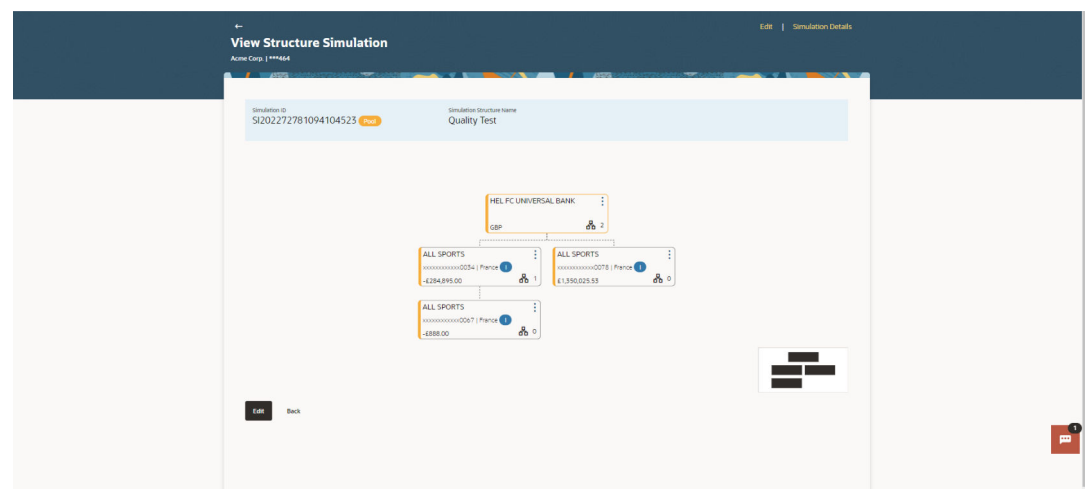 ←
Edit | Simulation Details
View Structure Simulation
Acme Corp. | ***464
Simulation ID
SI202272781094104523 Pool
Simulation Structure Name
Quality Test
HEL FC UNIVERSAL BANK
GBP 2
ALL SPORTS
xxxxxxxxxxxx0034 | France I
-£284,895.00 1
ALL SPORTS
xxxxxxxxxxxx0078 | France I
£1,350,025.53 0
ALL SPORTS
xxxxxxxxxxxx0067 | France I
-£888.00 0
Edit Back
1